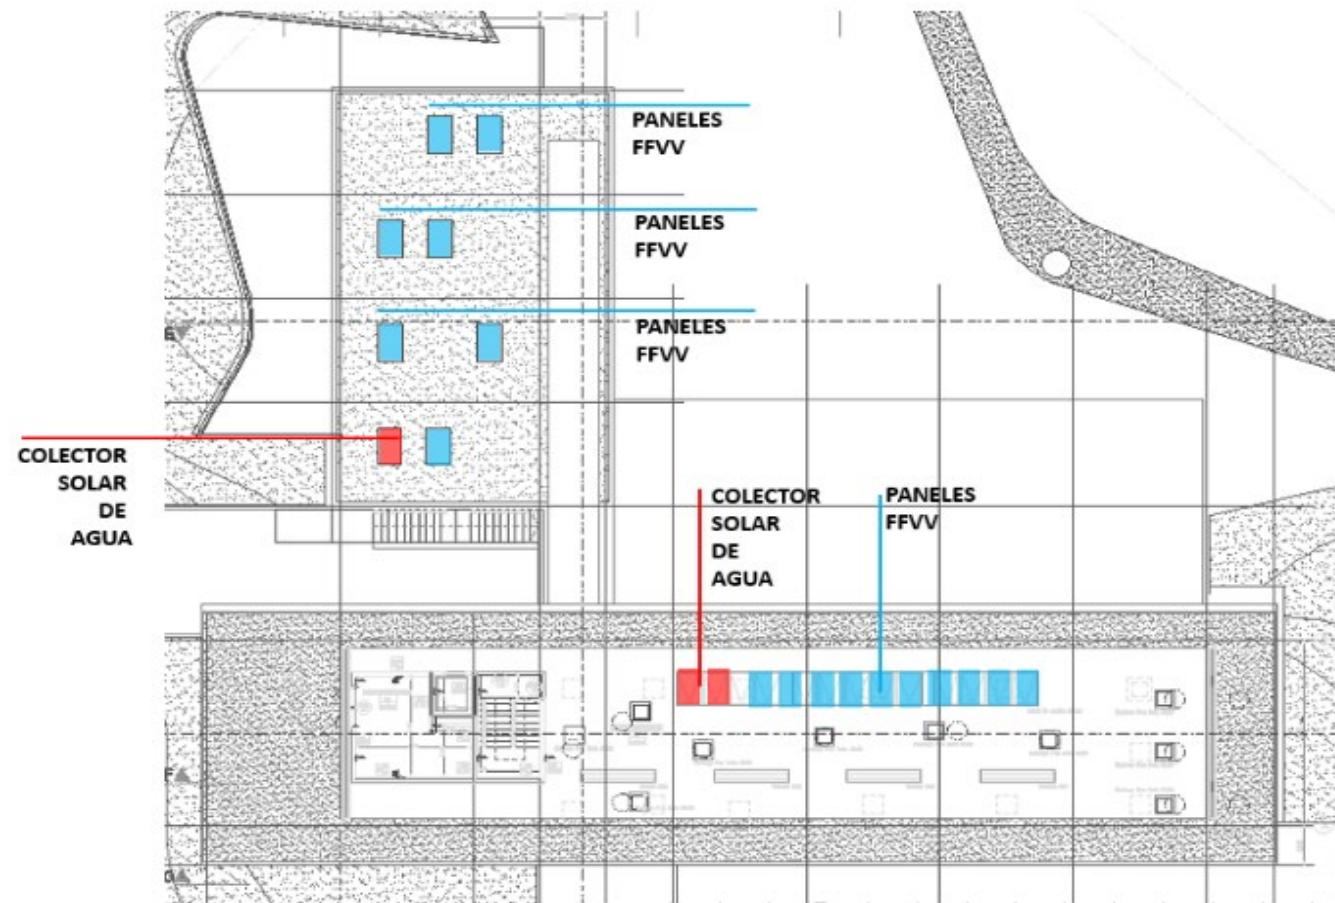 PANELES
FFVV
PANELES
FFVV
PANELES
FFVV
COLECTOR
SOLAR
DE
AGUA
COLECTOR
SOLAR
DE
AGUA
PANELES
FFVV